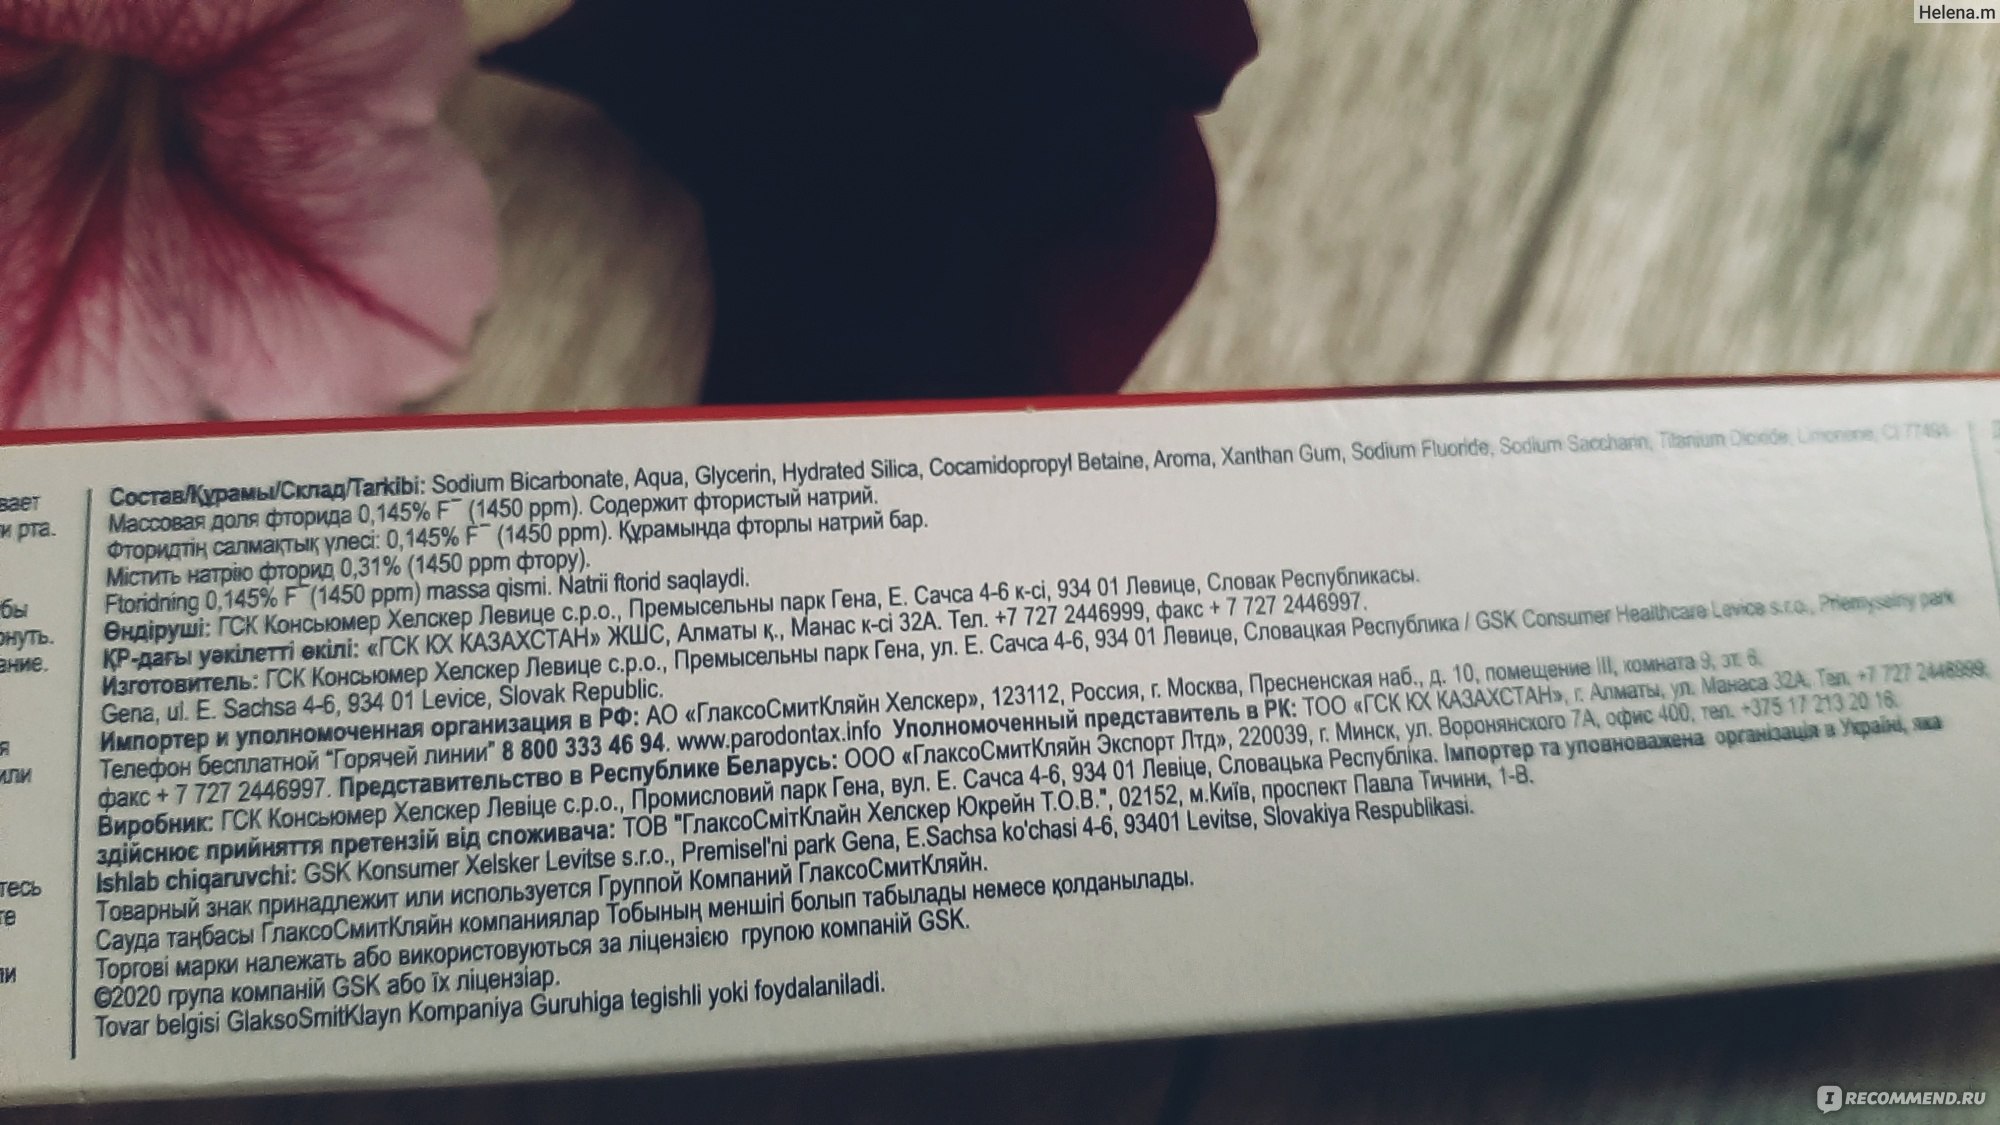 Helena.m
вает
и рта.
бы
онуть.
ание.
я
или
тесь
те
ли
Состав/Құрамы/Склад/Tarkibi: Sodium Bicarbonate, Aqua, Glycerin, Hydrated Silica, Cocamidopropyl Betaine, Aroma, Xanthan Gum, Sodium Fluoride, Sodium Saccharin, Titanium Dioxide, Limonene, CI 77491.
Массовая доля фторида 0,145% F⁻ (1450 ppm). Содержит фтористый натрий.
Фторидтің салмақтық үлесі: 0,145% F⁻ (1450 ppm). Құрамында фторлы натрий бар.
Містить натрію фторид 0,31% (1450 ppm фтору).
Ftoridning 0,145% F⁻ (1450 ppm) massa qismi. Natrii ftorid saqlaydi.
Өндіруші: ГСК Консьюмер Хелскер Левице с.р.о., Премысельны парк Гена, Е. Сачса 4-6 к-сі, 934 01 Левице, Словак Республикасы.
ҚР-дағы уәкілетті өкілі: «ГСК КХ КАЗАХСТАН» ЖШС, Алматы қ., Манас к-сі 32А. Тел. +7 727 2446999, факс + 7 727 2446997.
Изготовитель: ГСК Консьюмер Хелскер Левице с.р.о., Премысельны парк Гена, ул. Е. Сачса 4-6, 934 01 Левице, Словацкая Республика / GSK Consumer Healthcare Levice s.r.o., Priemyselny park
Gena, ul. E. Sachsa 4-6, 934 01 Levice, Slovak Republic.
Импортер и уполномоченная организация в РФ: АО «ГлаксоСмитКляйн Хелскер», 123112, Россия, г. Москва, Пресненская наб., д. 10, помещение III, комната 9, эт. 6.
Телефон бесплатной "Горячей линии" 8 800 333 46 94. www.parodontax.info Уполномоченный представитель в РК: ТОО «ГСК КХ КАЗАХСТАН», г. Алматы, ул. Манаса 32А. Тел. +7 727 2446999,
факс + 7 727 2446997. Представительство в Республике Беларусь: ООО «ГлаксоСмитКляйн Экспорт Лтд», 220039, г. Минск, ул. Воронянского 7А, офис 400, тел. +375 17 213 20 16.
Виробник: ГСК Консьюмер Хелскер Левіце с.р.о., Промисловий парк Гена, вул. Е. Сачса 4-6, 934 01 Левіце, Словацька Республіка. Імпортер та уповноважена організація в Україні, яка
здійснює прийняття претензій від споживача: ТОВ "ГлаксоСмітКлайн Хелскер Юкрейн Т.О.В.", 02152, м.Київ, проспект Павла Тичини, 1-В.
Ishlab chiqaruvchi: GSK Konsumer Xelsker Levitse s.r.o., Premisel'ni park Gena, E.Sachsa ko'chasi 4-6, 93401 Levitse, Slovakiya Respublikasi.
Товарный знак принадлежит или используется Группой Компаний ГлаксоСмитКляйн.
Сауда таңбасы ГлаксоСмитКляйн компаниялар Тобының меншігі болып табылады немесе қолданылады.
Торгові марки належать або використовуються за ліцензією групою компаній GSK.
©2020 група компаній GSK або їх ліцензіар.
Tovar belgisi GlaksoSmitKlayn Kompaniya Guruhiga tegishli yoki foydalaniladi.
IRECOMMEND.RU